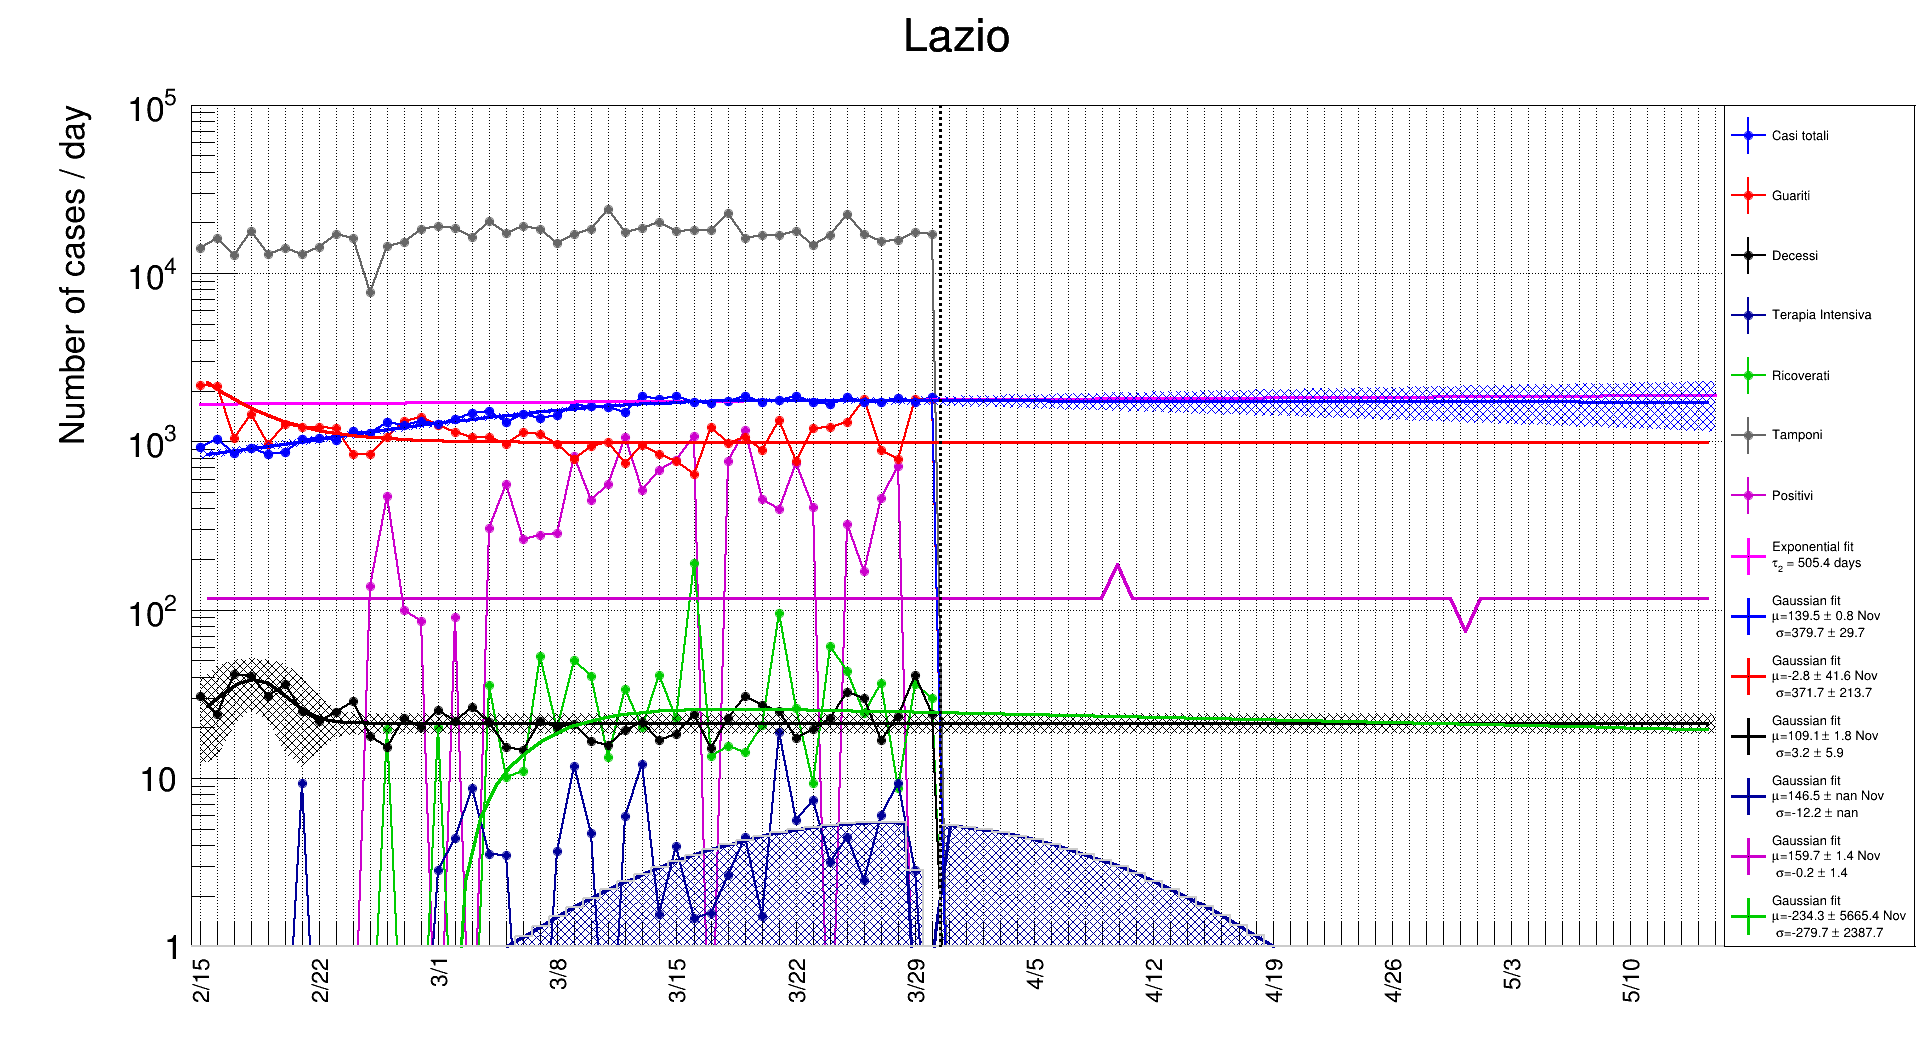 Lazio
Number of cases / day
10^5
10^4
10^3
10^2
10
1
2/15
2/22
3/1
3/8
3/15
3/22
3/29
4/5
4/12
4/19
4/26
5/3
5/10
Casi totali
Guariti
Decessi
Terapia Intensiva
Ricoverati
Tamponi
Positivi
Exponential fit
τ_2 = 505.4 days
Gaussian fit
μ=139.5 ± 0.8 Nov
σ=379.7 ± 29.7
Gaussian fit
μ=-2.8 ± 41.6 Nov
σ=371.7 ± 213.7
Gaussian fit
μ=109.1 ± 1.8 Nov
σ=3.2 ± 5.9
Gaussian fit
μ=146.5 ± nan Nov
σ=-12.2 ± nan
Gaussian fit
μ=159.7 ± 1.4 Nov
σ=-0.2 ± 1.4
Gaussian fit
μ=-234.3 ± 5665.4 Nov
σ=-279.7 ± 2387.7